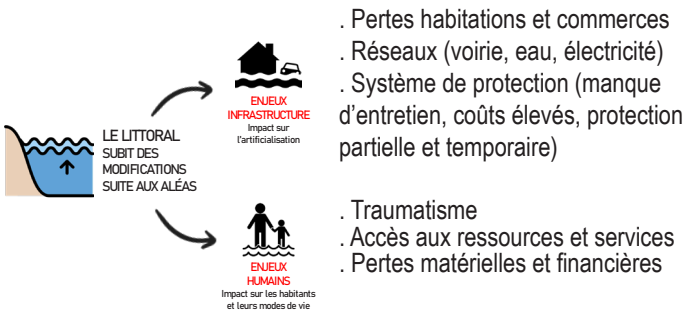 LE LITTORAL
SUBIT DES
MODIFICATIONS
SUITE AUX ALÉAS
ENJEUX
INFRASTRUCTURE
Impact sur
l'artificialisation
. Pertes habitations et commerces
. Réseaux (voirie, eau, électricité)
. Système de protection (manque
d'entretien, coûts élevés, protection
partielle et temporaire)
ENJEUX
HUMAINS
Impact sur les habitants
et leurs modes de vie
. Traumatisme
. Accès aux ressources et services
. Pertes matérielles et financières